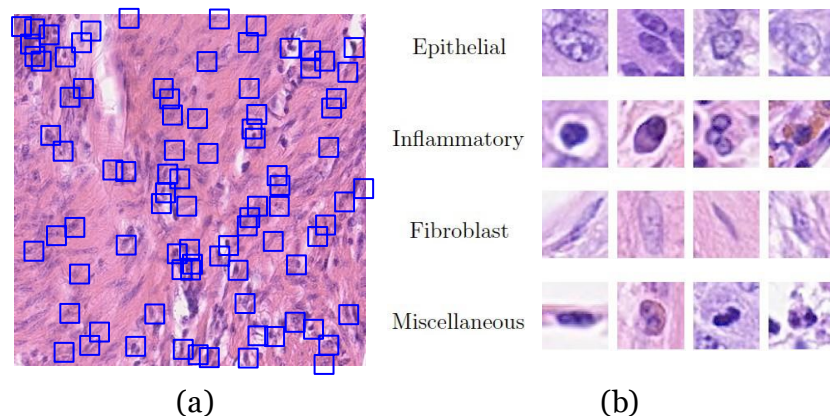 Epithelial
Inflammatory
Fibroblast
Miscellaneous
(a)
(b)